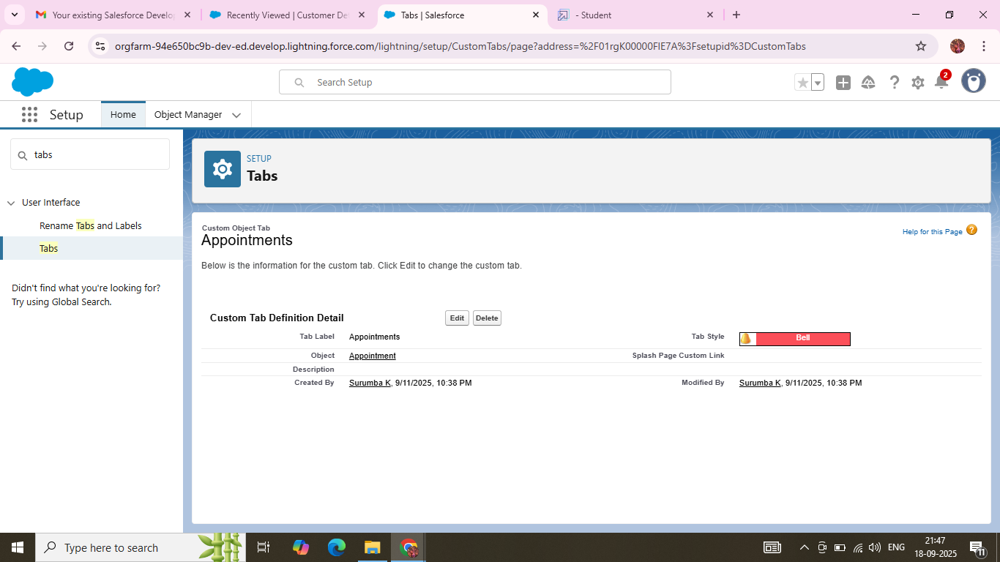 Your existing Salesforce Develo
Recently Viewed | Customer De
Tabs | Salesforce
- Student
orgfarm-94e650bc9b-dev-ed.develop.lightning.force.com/lightning/setup/CustomTabs/page?address=%2F01rgK00000FlE7A%3Fsetupid%3DCustomTabs
Search Setup
2
Setup
Home
Object Manager
tabs
User Interface
Rename Tabs and Labels
Tabs
Didn't find what you're looking for?
Try using Global Search.
SETUP
Tabs
Custom Object Tab
Appointments
Help for this Page ?
Below is the information for the custom tab. Click Edit to change the custom tab.
Custom Tab Definition Detail
Edit
Delete
Tab Label Appointments
Tab Style Bell
Object Appointment
Splash Page Custom Link
Description
Created By Surumba K, 9/11/2025, 10:38 PM
Modified By Surumba K, 9/11/2025, 10:38 PM
Type here to search
ENG
21:47
18-09-2025
11